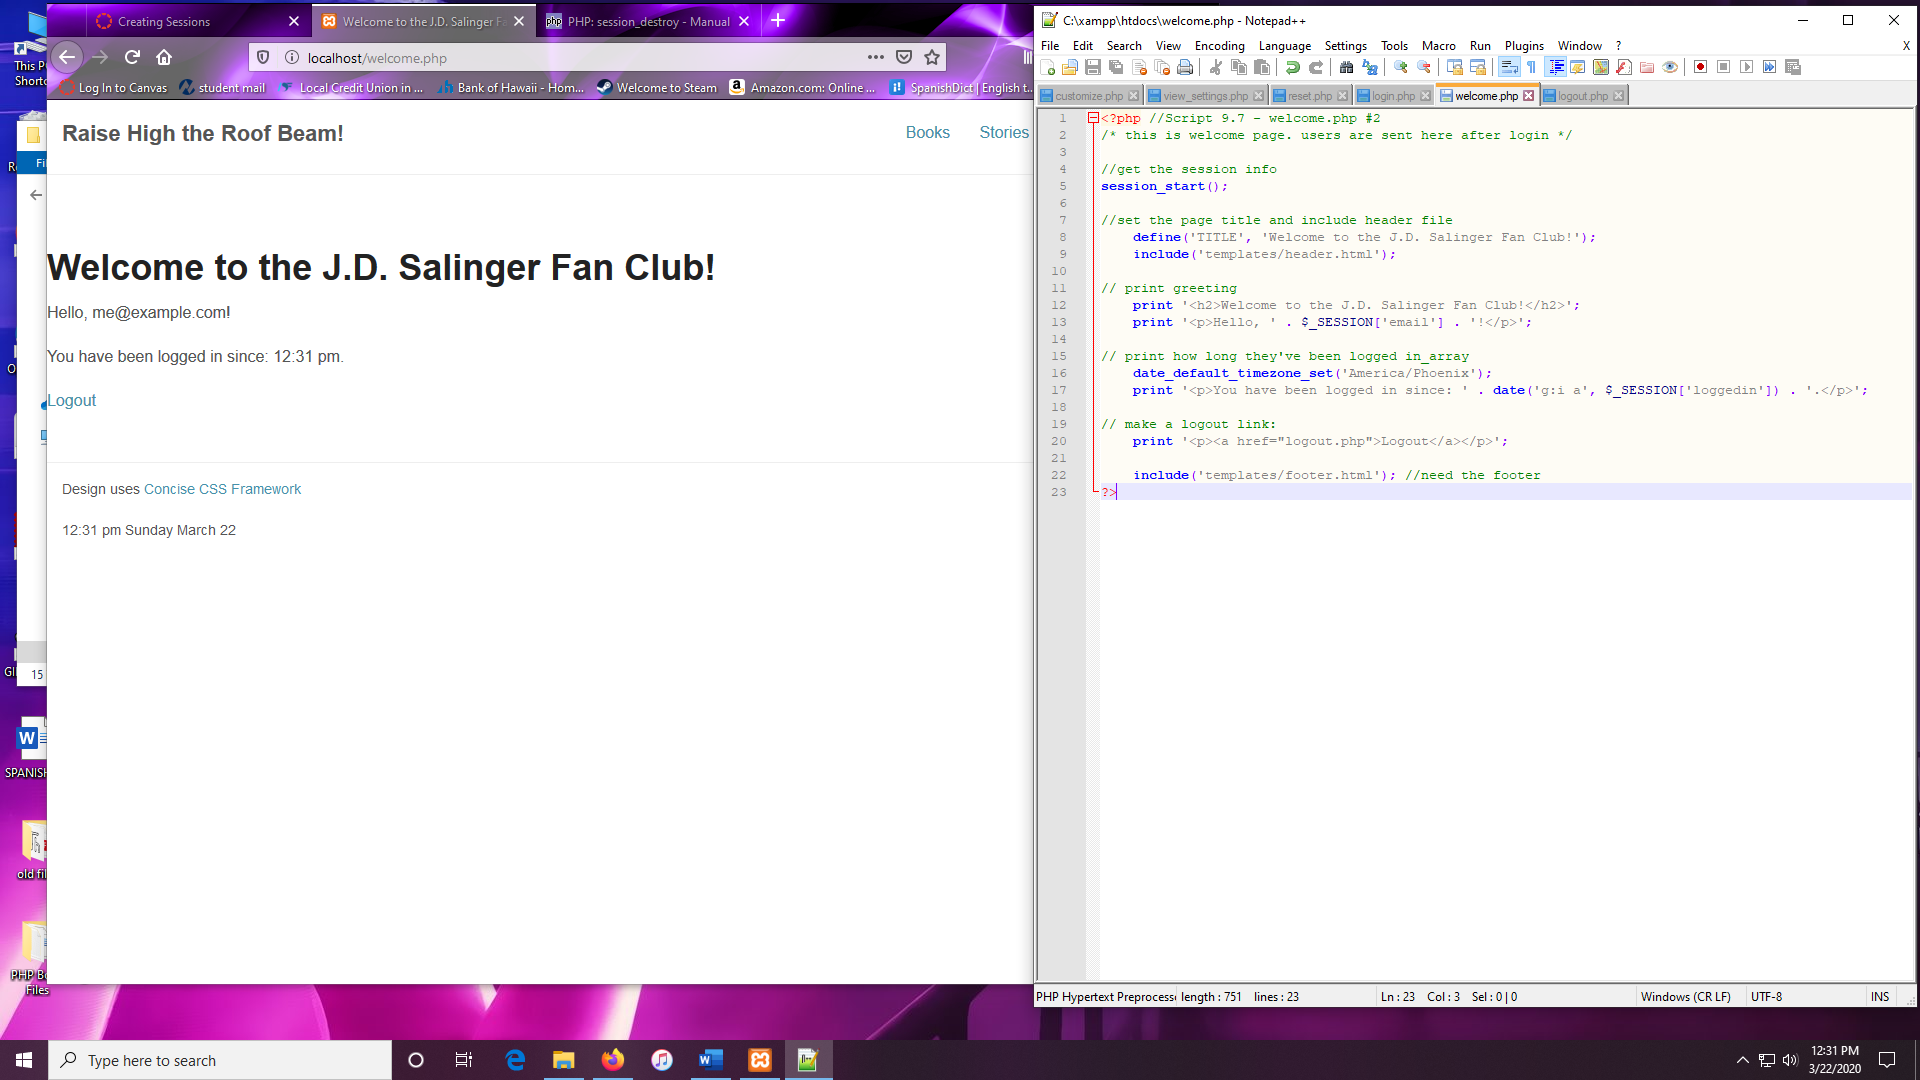 This P
Shortc
Creating Sessions
Welcome to the J.D. Salinger Fan
PHP: session_destroy - Manual
localhost/welcome.php
Log In to Canvas
student mail
Local Credit Union in ...
Bank of Hawaii - Hom...
Welcome to Steam
Amazon.com: Online ...
SpanishDict | English t...
Fi
15
SPANISH
old fil
PHP Bo
Files
Raise High the Roof Beam!
Books
Stories
Welcome to the J.D. Salinger Fan Club!
Hello, me@example.com!
You have been logged in since: 12:31 pm.
Logout
Design uses Concise CSS Framework
12:31 pm Sunday March 22
C:\xampp\htdocs\welcome.php - Notepad++
File Edit Search View Encoding Language Settings Tools Macro Run Plugins Window ? X
customize.php view_settings.php reset.php login.php welcome.php logout.php
1 <?php //Script 9.7 - welcome.php #2
2 /* this is welcome page. users are sent here after login */
3
4 //get the session info
5 session_start();
6
7 //set the page title and include header file
8 define('TITLE', 'Welcome to the J.D. Salinger Fan Club!');
9 include('templates/header.html');
10
11 // print greeting
12 print '<h2>Welcome to the J.D. Salinger Fan Club!</h2>';
13 print '<p>Hello, ' . $_SESSION['email'] . '!</p>';
14
15 // print how long they've been logged in_array
16 date_default_timezone_set('America/Phoenix');
17 print '<p>You have been logged in since: ' . date('g:i a', $_SESSION['loggedin']) . '.</p>';
18
19 // make a logout link:
20 print '<p><a href="logout.php">Logout</a></p>';
21
22 include('templates/footer.html'); //need the footer
23 ?>
PHP Hypertext Preprocess length : 751 lines : 23 Ln : 23 Col : 3 Sel : 0 | 0 Windows (CR LF) UTF-8 INS
Type here to search
12:31 PM
3/22/2020